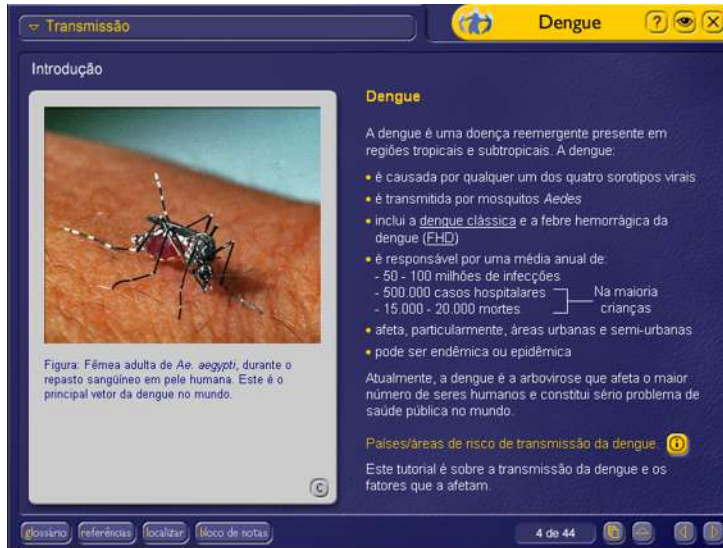 Transmissão
Dengue
?
X
Introdução
Figura: Fêmea adulta de Ae. aegypti, durante o
repasto sangüíneo em pele humana. Este é o
principal vetor da dengue no mundo.
C
Dengue
A dengue é uma doença reemergente presente em
regiões tropicais e subtropicais. A dengue:
• é causada por qualquer um dos quatro sorotipos virais
• é transmitida por mosquitos Aedes
• inclui a dengue clássica e a febre hemorrágica da
dengue (FHD)
• é responsável por uma média anual de:
- 50 - 100 milhões de infecções
- 500.000 casos hospitalares
- 15.000 - 20.000 mortes
Na maioria
crianças
• afeta, particularmente, áreas urbanas e semi-urbanas
• pode ser endêmica ou epidêmica
Atualmente, a dengue é a arbovirose que afeta o maior
número de seres humanos e constitui sério problema de
saúde pública no mundo.
Países/áreas de risco de transmissão da dengue. i
Este tutorial é sobre a transmissão da dengue e os
fatores que a afetam.
glossário referências localizar bloco de notas 4 de 44